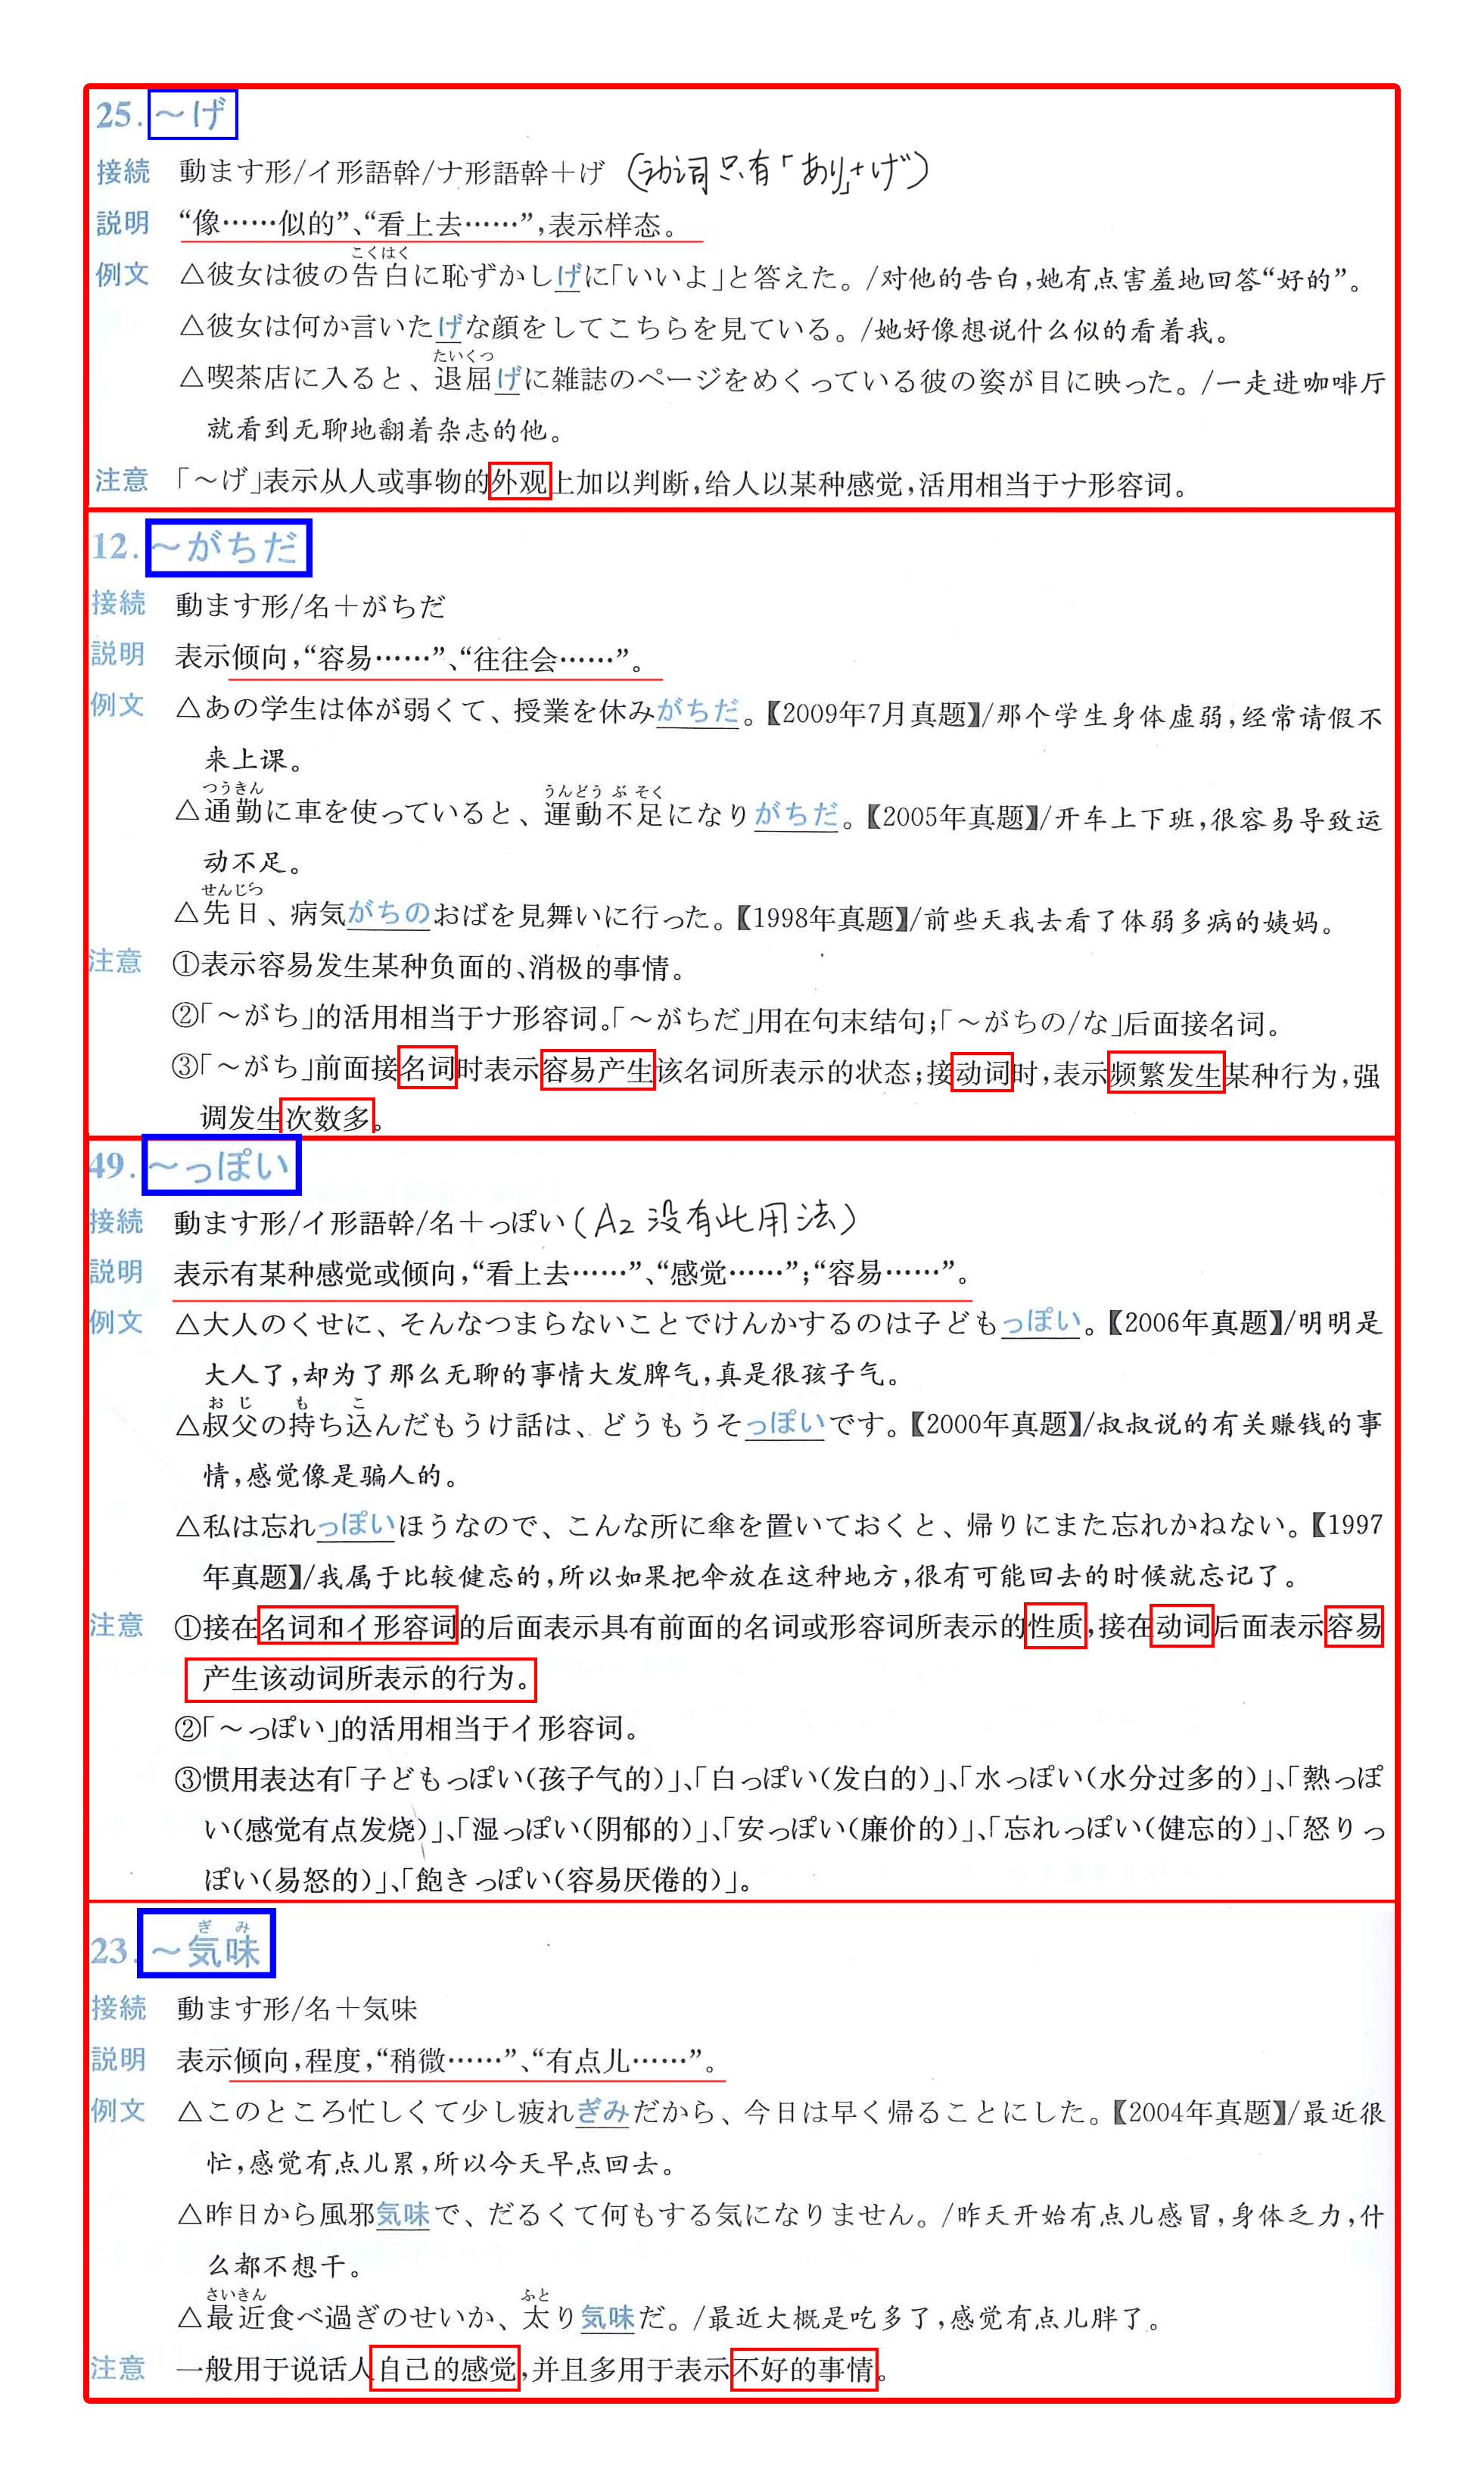 25. ～げ
接続 動ます形/イ形語幹/ナ形語幹＋げ (动词只有「あり」+げ)
説明 “像……似的”、“看上去……”，表示样态。
こくはく
例文 △彼女は彼の告白に恥ずかしげに「いいよ」と答えた。/对他的告白，她有点害羞地回答“好的”。
△彼女は何か言いたげな顔をしてこちらを見ている。/她好像想说什么似的看着我。
たいくつ
△喫茶店に入ると、退屈げに雑誌のページをめくっている彼の姿が目に映った。/一走进咖啡厅
就看到无聊地翻着杂志的他。
注意 「～げ」表示从人或事物的外观上加以判断，给人以某种感觉，活用相当于ナ形容词。
12. ～がちだ
接続 動ます形/名＋がちだ
説明 表示倾向，“容易……”、“往往会……”。
例文 △あの学生は体が弱くて、授業を休みがちだ。【2009年7月真题】/那个学生身体虚弱，经常请假不
来上课。
つうきん うんどうぶそく
△通勤に車を使っていると、運動不足になりがちだ。【2005年真题】/开车上下班，很容易导致运
动不足。
せんじつ
△先日、病気がちのおばを見舞いに行った。【1998年真题】/前些天我去看了体弱多病的姨妈。
注意 ①表示容易发生某种负面的、消极的事情。
②「～がち」的活用相当于ナ形容词。「～がちだ」用在句末结句；「～がちの/な」后面接名词。
③「～がち」前面接名词时表示容易产生该名词所表示的状态；接动词时，表示频繁发生某种行为，强
调发生次数多。
49. ～っぽい
接続 動ます形/イ形語幹/名＋っぽい (A2没有此用法)
説明 表示有某种感觉或倾向，“看上去……”、“感觉……”；“容易……”。
例文 △大人のくせに、そんなつまらないことでけんかするのは子どもっぽい。【2006年真题】/明明是
大人了，却为了那么无聊的事情大发脾气，真是很孩子气。
おじ も こ
△叔父の持ち込んだもうけ話は、どうもうそっぽいです。【2000年真题】/叔叔说的有关赚钱的事
情，感觉像是骗人的。
△私は忘れっぽいほうなので、こんな所に傘を置いておくと、帰りにまた忘れかねない。【1997
年真题】/我属于比较健忘的，所以如果把伞放在这种地方，很有可能回去的时候就忘记了。
注意 ①接在名词和イ形容词的后面表示具有前面的名词或形容词所表示的性质，接在动词后面表示容易
产生该动词所表示的行为。
②「～っぽい」的活用相当于イ形容词。
③惯用表达有「子どもっぽい(孩子气的)」、「白っぽい(发白的)」、「水っぽい(水分过多的)」、「熱っぽ
い(感觉有点发烧)」、「湿っぽい(阴郁的)」、「安っぽい(廉价的)」、「忘れっぽい(健忘的)」、「怒りっ
ぽい(易怒的)」、「飽きっぽい(容易厌倦的)」。
ぎみ
23. ～気味
接続 動ます形/名＋気味
説明 表示倾向，程度，“稍微……”、“有点儿……”。
例文 △このところ忙しくて少し疲れぎみだから、今日は早く帰ることにした。【2004年真题】/最近很
忙，感觉有点儿累，所以今天早点回去。
△昨日から風邪気味で、だるくて何もする気になりません。/昨天开始有点儿感冒，身体乏力，什
么都不想干。
さいきん ふと
△最近食べ過ぎのせいか、太り気味だ。/最近大概是吃多了，感觉有点儿胖了。
注意 一般用于说话人自己的感觉，并且多用于表示不好的事情。